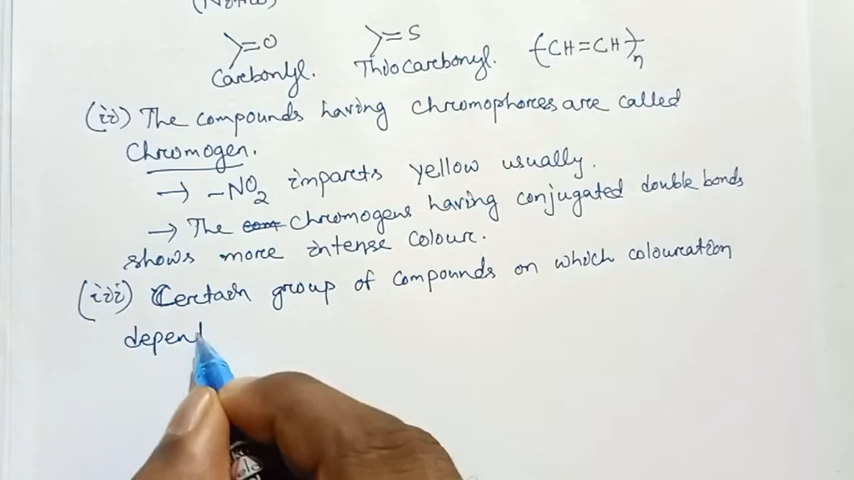 >=O >=S (CH=CH)n
Carbonyl. Thiocarbonyl.
(ii) The compounds having chromophores are called
Chromogen.
→ -NO2 imparts yellow usually.
→ The Chromogens having conjugated double bonds
shows more intense colour.
(iii) Certain group of compounds on which colouration
depend